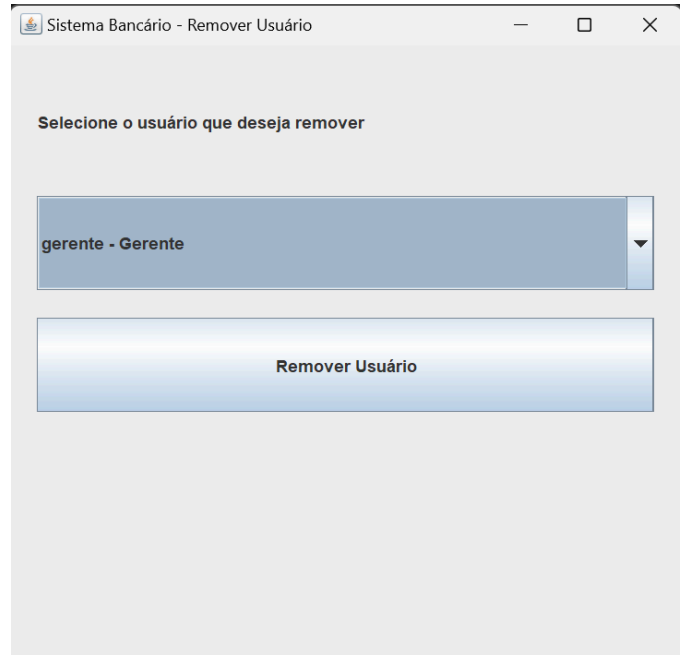 Sistema Bancário - Remover Usuário
Selecione o usuário que deseja remover
gerente - Gerente
Remover Usuário